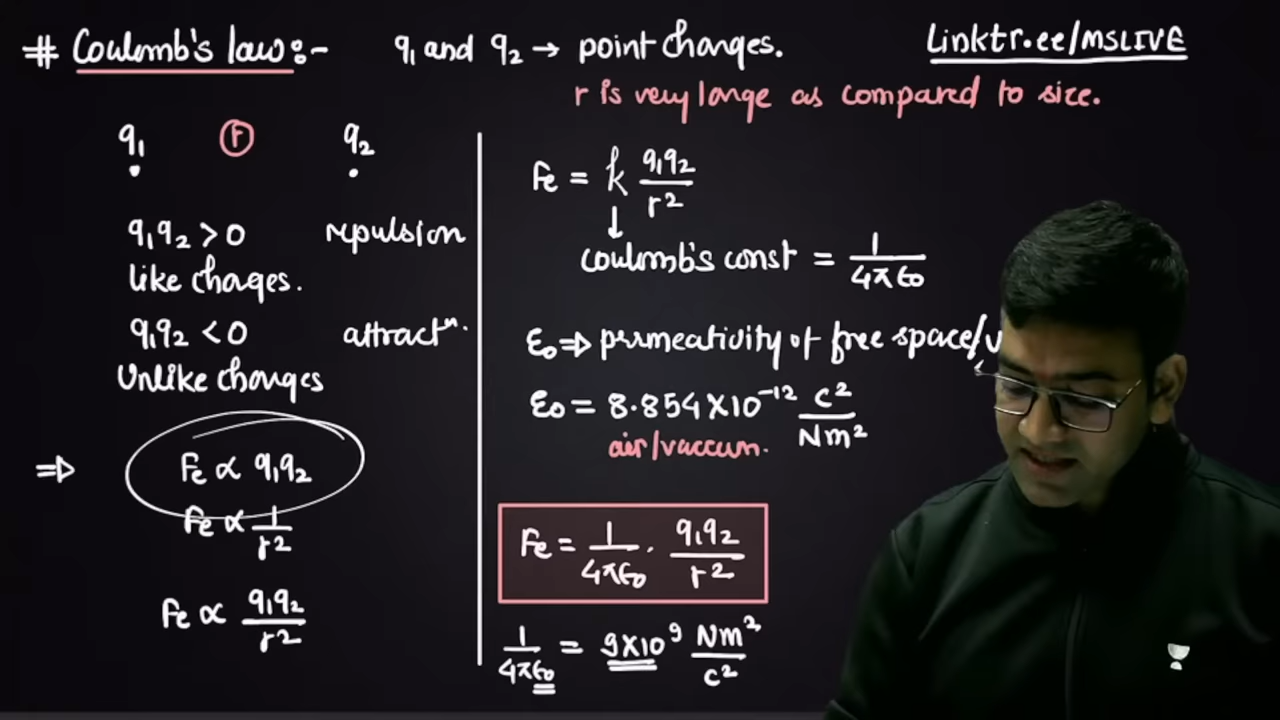 # Coulomb's law:-
q₁ and q₂ → point charges.
Linktr.ee/MSLIVE
r is very large as compared to size.
q₁ F q₂
q₁q₂ > 0 repulsion
like charges.
q₁q₂ < 0 attractⁿ.
Unlike charges
⇒ Fe ∝ q₁q₂
Fe ∝ 1/r²
Fe ∝ q₁q₂/r²
Fe = k q₁q₂/r²
↓
Coulomb's const = 1/4πε₀
ε₀ ⇒ permeativity of free space/v
ε₀ = 8.854×10⁻¹² C²/Nm²
air/vaccum.
Fe = 1/4πε₀ . q₁q₂/r²
1/4πε₀ = 9×10⁹ Nm²/C²